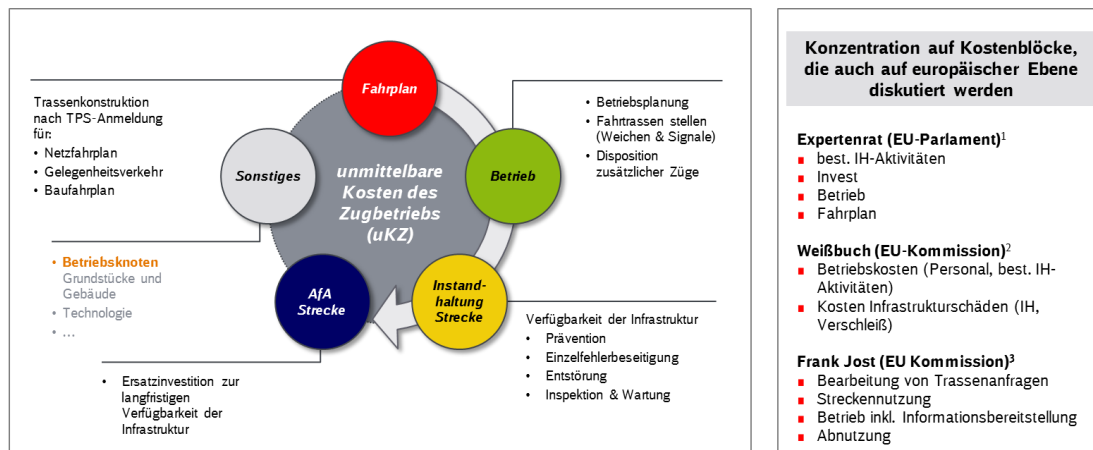 Fahrplan
Trassenkonstruktion
nach TPS-Anmeldung
für:
• Netzfahrplan
• Gelegenheitsverkehr
• Baufahrplan
• Betriebsplanung
• Fahrtrassen stellen
(Weichen & Signale)
• Disposition
zusätzlicher Züge
Sonstiges
unmittelbare
Kosten des
Zugbetriebs
(uKZ)
Betrieb
• Betriebsknoten
Grundstücke und
Gebäude
• Technologie
• ...
AfA
Strecke
Instand-
haltung
Strecke
Verfügbarkeit der Infrastruktur
• Prävention
• Einzelfehlerbeseitigung
• Entstörung
• Inspektion & Wartung
• Ersatzinvestition zur
langfristigen
Verfügbarkeit der
Infrastruktur
Konzentration auf Kostenblöcke,
die auch auf europäischer Ebene
diskutiert werden
Expertenrat (EU-Parlament)¹
▪ best. IH-Aktivitäten
▪ Invest
▪ Betrieb
▪ Fahrplan
Weißbuch (EU-Kommission)²
▪ Betriebskosten (Personal, best. IH-
Aktivitäten)
▪ Kosten Infrastrukturschäden (IH,
Verschleiß)
Frank Jost (EU Kommission)³
▪ Bearbeitung von Trassenanfragen
▪ Streckennutzung
▪ Betrieb inkl. Informationsbereitstellung
▪ Abnutzung